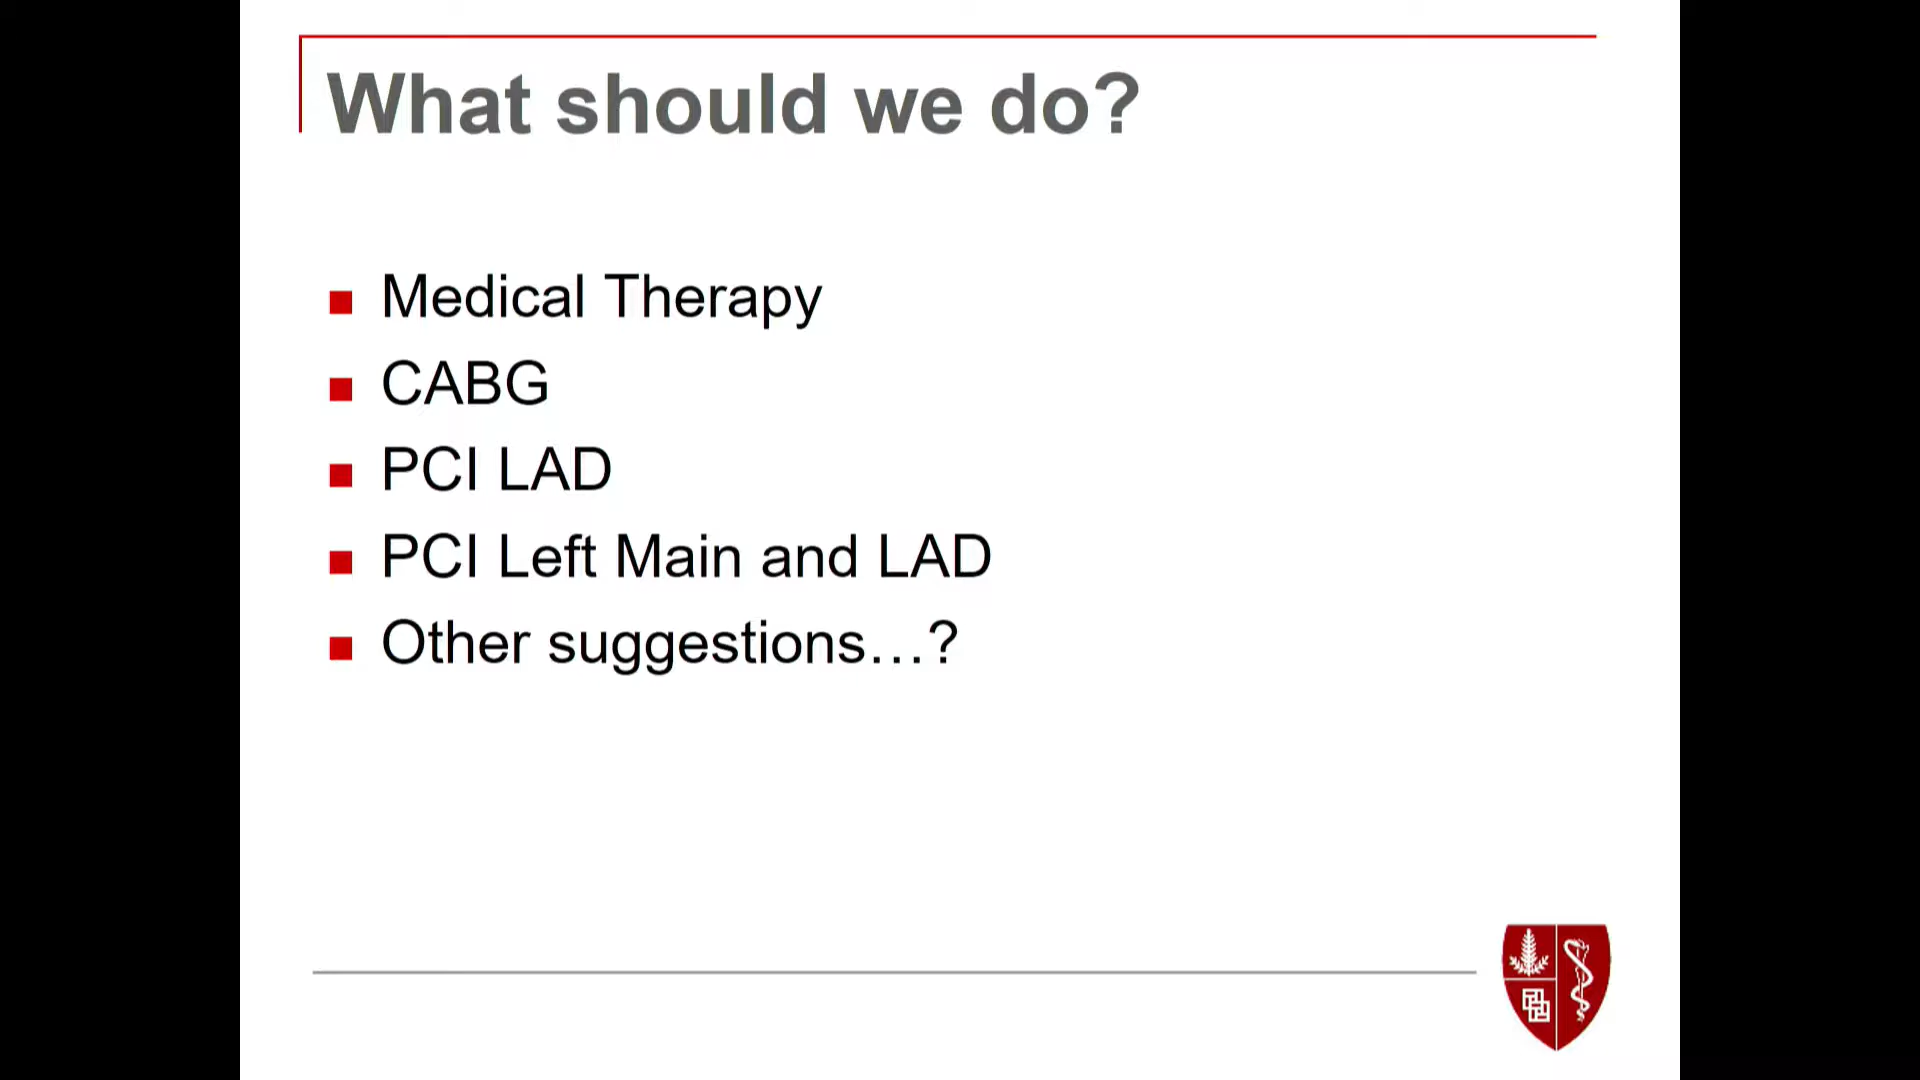 What should we do?
Medical Therapy
CABG
PCI LAD
PCI Left Main and LAD
Other suggestions…?